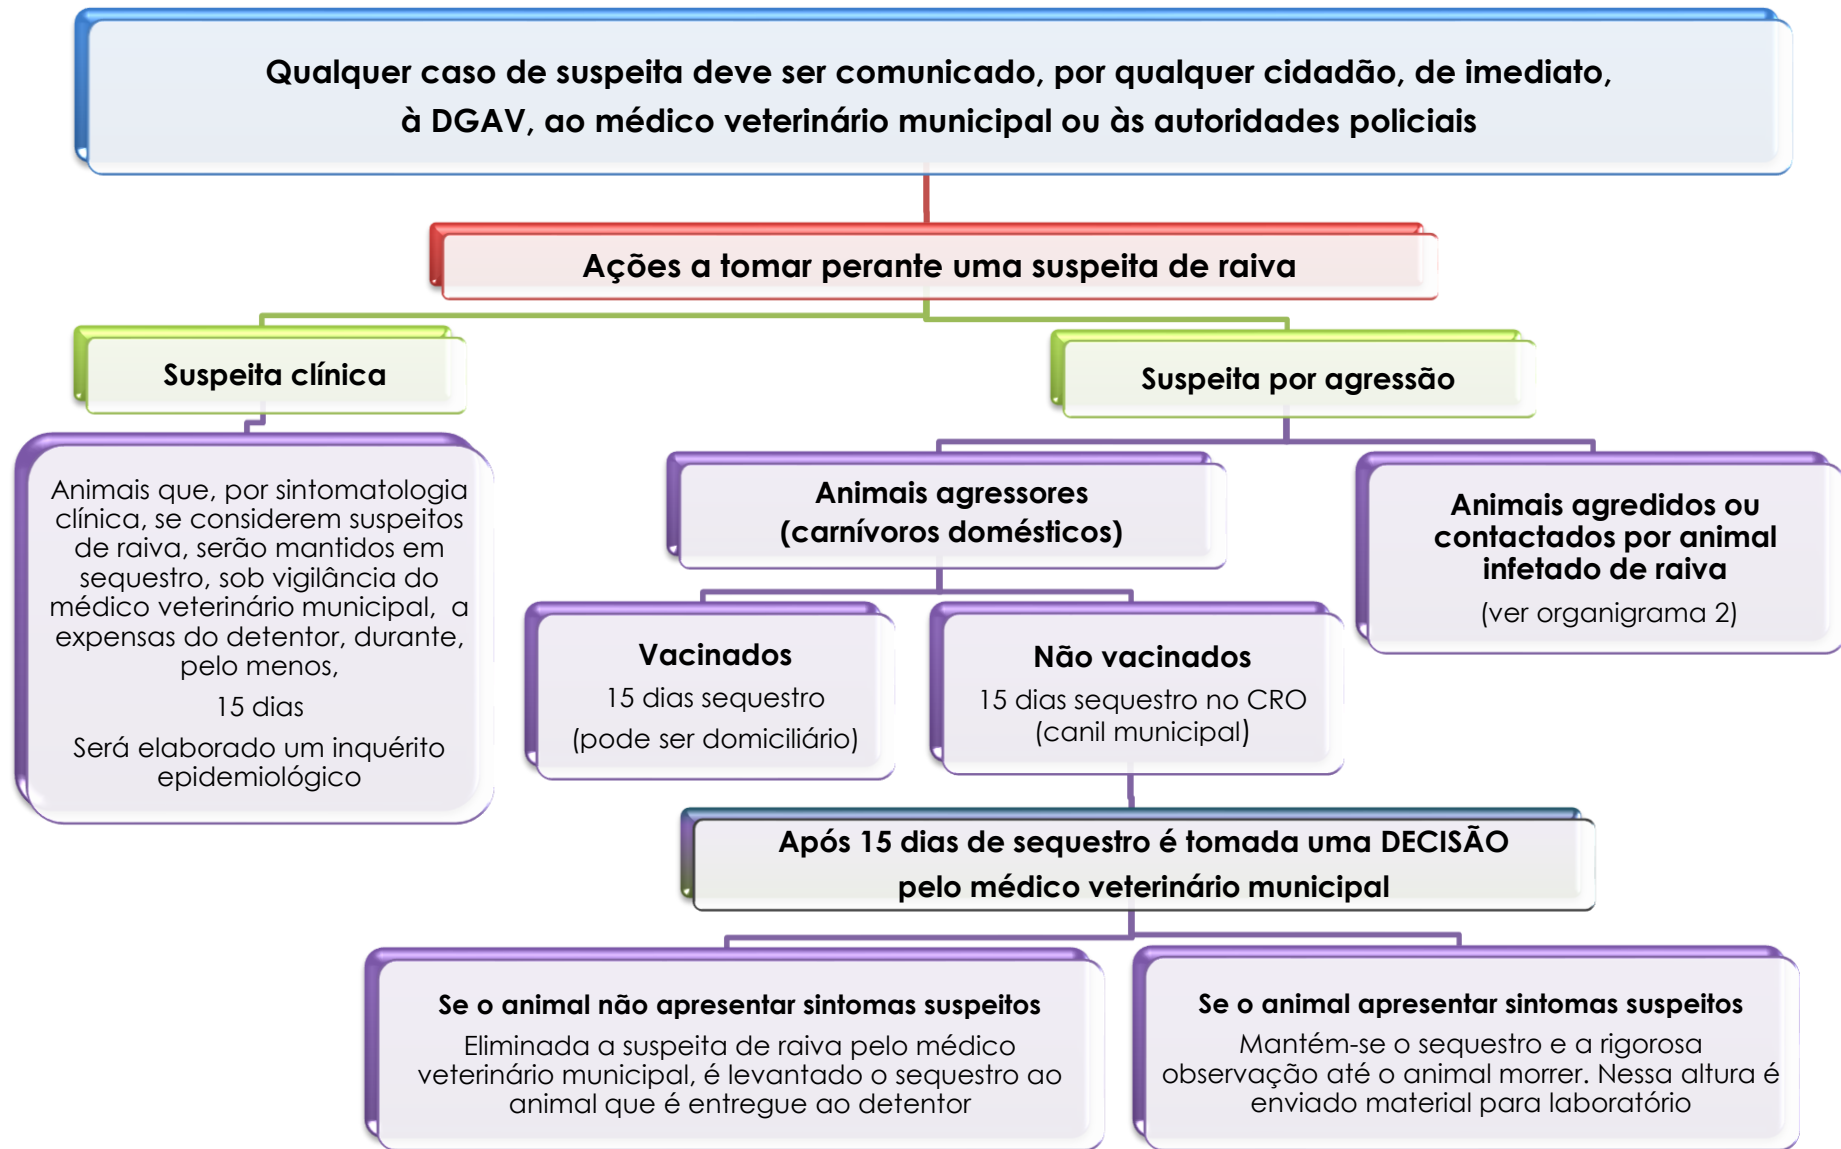 Qualquer caso de suspeita deve ser comunicado, por qualquer cidadão, de imediato,
à DGAV, ao médico veterinário municipal ou às autoridades policiais
Ações a tomar perante uma suspeita de raiva
Suspeita clínica
Suspeita por agressão
Animais que, por sintomatologia
clínica, se considerem suspeitos
de raiva, serão mantidos em
sequestro, sob vigilância do
médico veterinário municipal, a
expensas do detentor, durante,
pelo menos,
15 dias
Será elaborado um inquérito
epidemiológico
Animais agressores
(carnívoros domésticos)
Animais agredidos ou
contactados por animal
infetado de raiva
(ver organigrama 2)
Vacinados
15 dias sequestro
(pode ser domiciliário)
Não vacinados
15 dias sequestro no CRO
(canil municipal)
Após 15 dias de sequestro é tomada uma DECISÃO
pelo médico veterinário municipal
Se o animal não apresentar sintomas suspeitos
Eliminada a suspeita de raiva pelo médico
veterinário municipal, é levantado o sequestro ao
animal que é entregue ao detentor
Se o animal apresentar sintomas suspeitos
Mantém-se o sequestro e a rigorosa
observação até o animal morrer. Nessa altura é
enviado material para laboratório